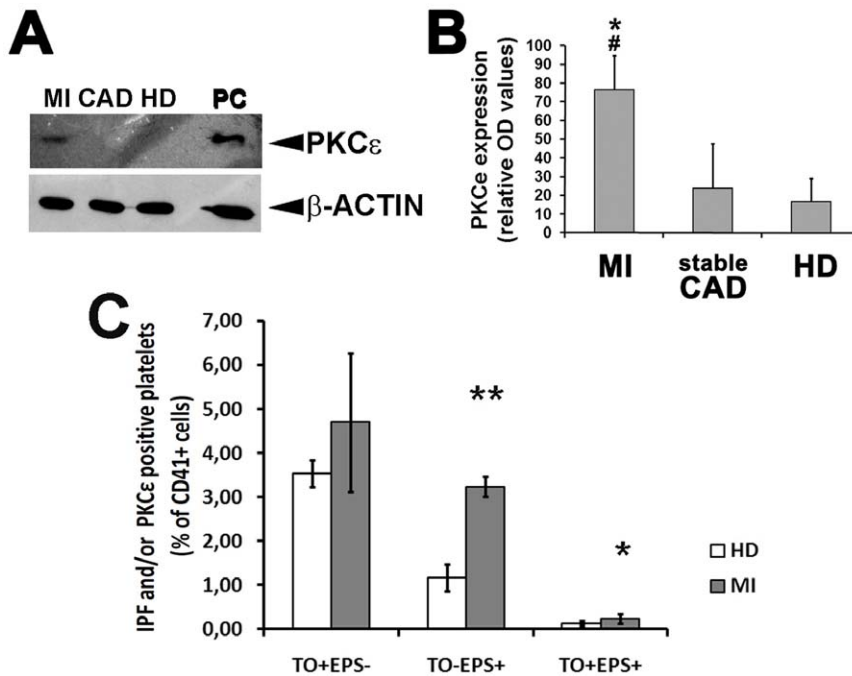 A
MI CAD HD PC
PKCε
β-ACTIN
B
*
#
PKCe expression
(relative OD values)
100
90
80
70
60
50
40
30
20
10
0
MI
stable
CAD
HD
C
IPF and/or PKCε positive platelets
(% of CD41+ cells)
7,00
6,00
5,00
4,00
3,00
2,00
1,00
0,00
**
*
HD
MI
TO+EPS-
TO-EPS+
TO+EPS+